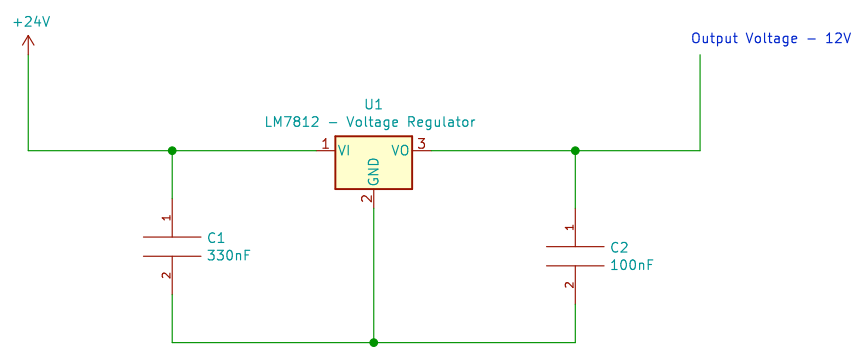 +24V
Output Voltage - 12V
U1
LM7812 - Voltage Regulator
1
VI
VO
3
GND
2
1
C1
330nF
2
1
C2
100nF
2